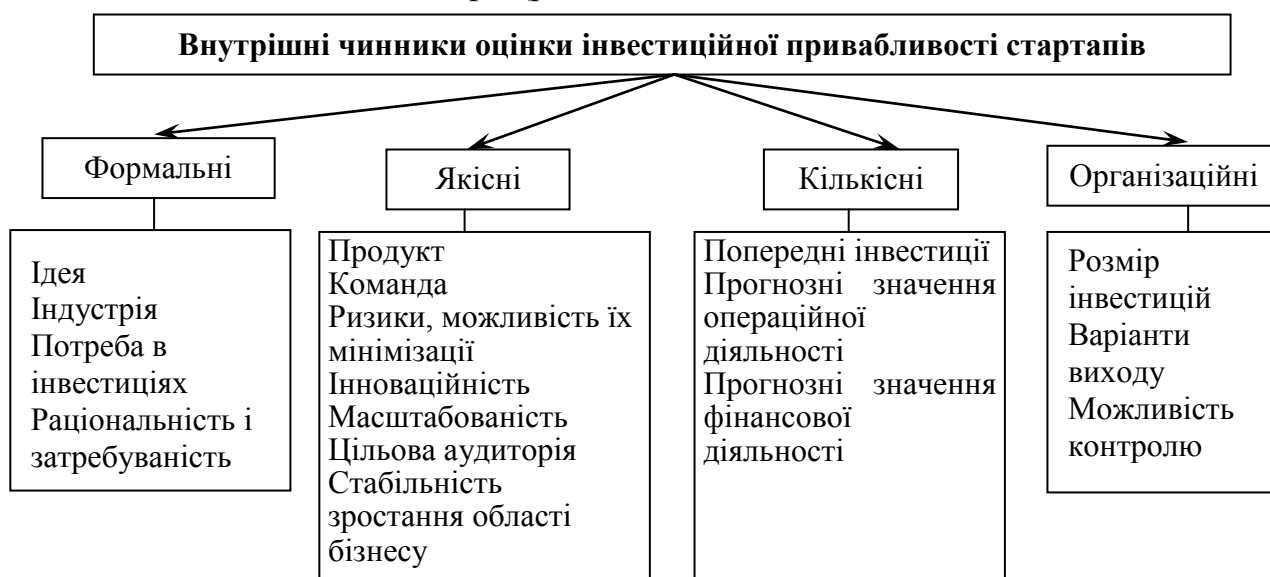 Внутрішні чинники оцінки інвестиційної привабливості стартапів
Формальні
Ідея
Індустрія
Потреба в
інвестиціях
Раціональність і
затребуваність
Якісні
Продукт
Команда
Ризики, можливість їх
мінімізації
Інноваційність
Масштабованість
Цільова аудиторія
Стабільність
зростання області
бізнесу
Кількісні
Попередні інвестиції
Прогнозні значення
операційної
діяльності
Прогнозні значення
фінансової
діяльності
Організаційні
Розмір
інвестицій
Варіанти
виходу
Можливість
контролю